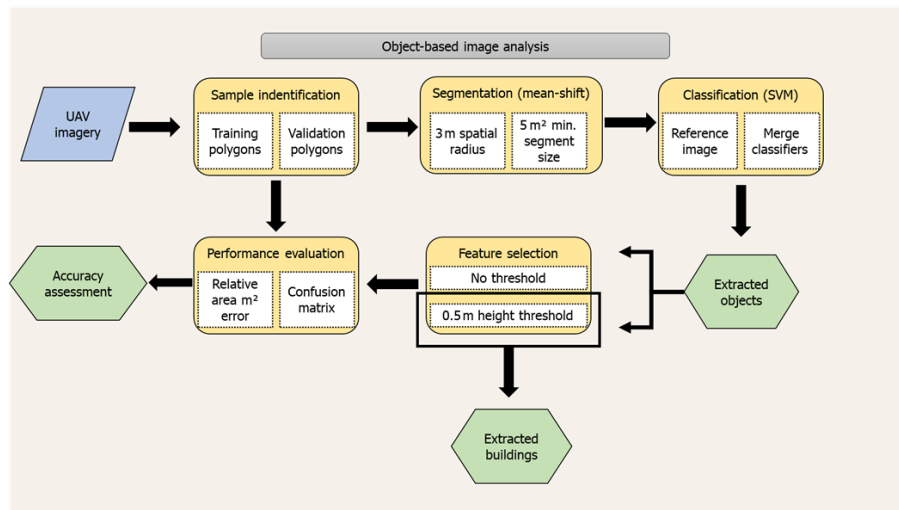 Object-based image analysis
UAV
imagery
Sample indentification
Training
polygons
Validation
polygons
Segmentation (mean-shift)
3 m spatial
radius
5 m² min.
segment
size
Classification (SVM)
Reference
image
Merge
classifiers
Accuracy
assessment
Performance evaluation
Relative
area m²
error
Confusion
matrix
Feature selection
No threshold
0.5 m height threshold
Extracted
objects
Extracted
buildings